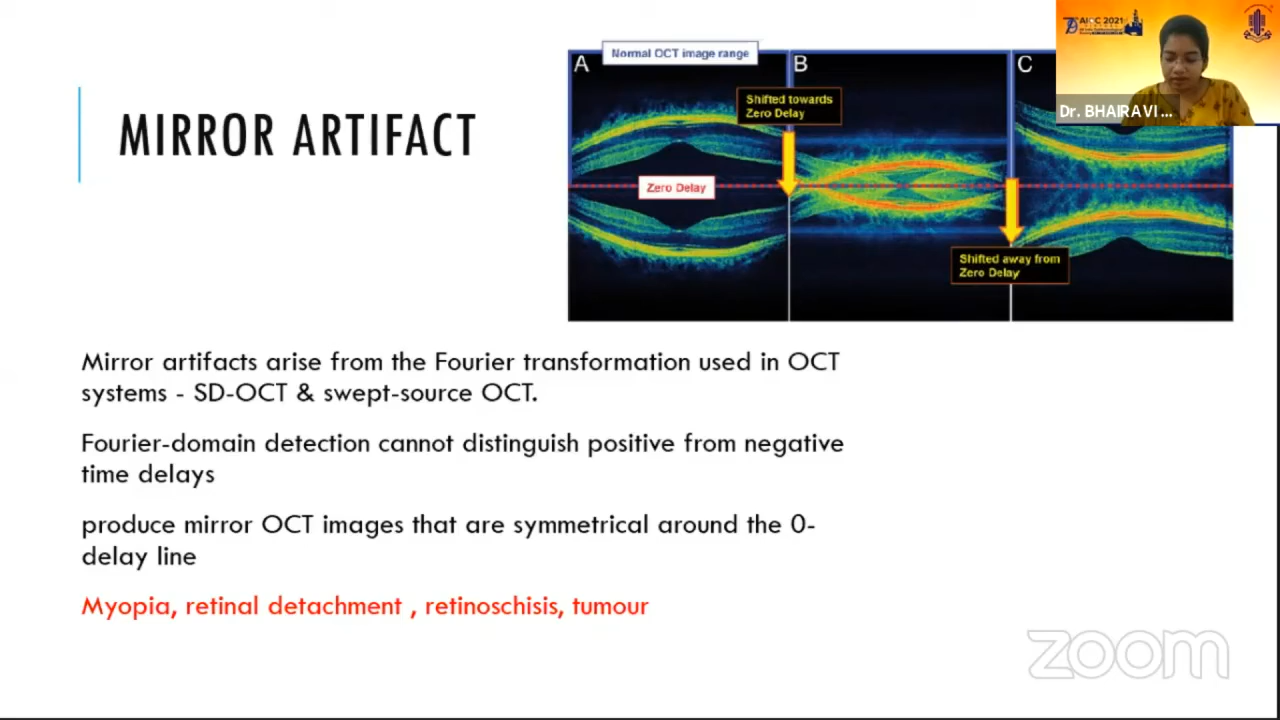 MIRROR ARTIFACT
A
Normal OCT image range
B
C
Shifted towards
Zero Delay
Zero Delay
Shifted away from
Zero Delay
AIOC 2021
Dr. BHAIRAVI ...
Mirror artifacts arise from the Fourier transformation used in OCT
systems - SD-OCT & swept-source OCT.
Fourier-domain detection cannot distinguish positive from negative
time delays
produce mirror OCT images that are symmetrical around the 0-
delay line
Myopia, retinal detachment , retinoschisis, tumour
zoom